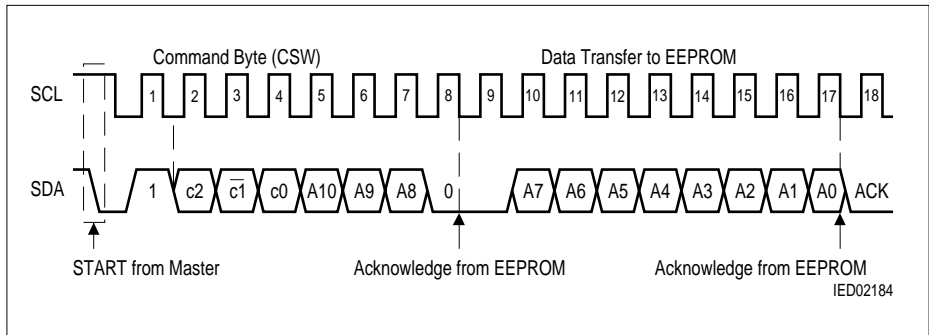 Command Byte (CSW) Data Transfer to EEPROM
SCL 1 2 3 4 5 6 7 8 9 10 11 12 13 14 15 16 17 18
SDA 1 c2 c̅1̅ c0 A10 A9 A8 0 A7 A6 A5 A4 A3 A2 A1 A0 ACK
START from Master Acknowledge from EEPROM Acknowledge from EEPROM
IED02184